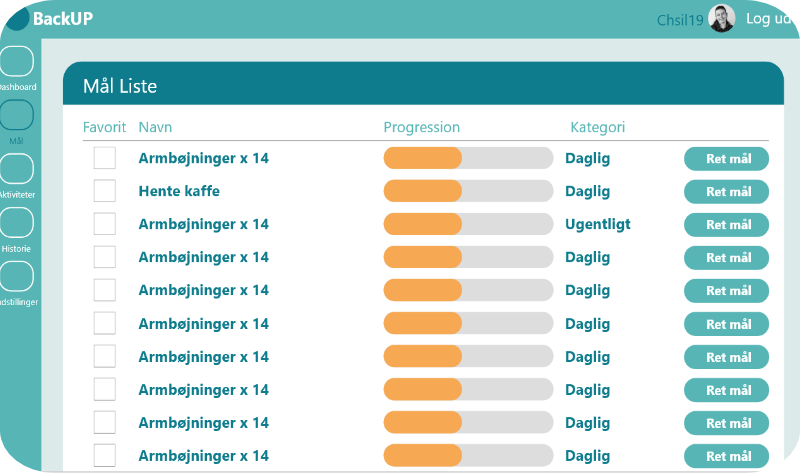 BackUP
Chsil19
Log ud
Dashboard
Mål
Aktiviteter
Historie
Indstillinger
Mål Liste
Favorit Navn Progression Kategori
Armbøjninger x 14 Daglig Ret mål
Hente kaffe Daglig Ret mål
Armbøjninger x 14 Ugentligt Ret mål
Armbøjninger x 14 Daglig Ret mål
Armbøjninger x 14 Daglig Ret mål
Armbøjninger x 14 Daglig Ret mål
Armbøjninger x 14 Daglig Ret mål
Armbøjninger x 14 Daglig Ret mål
Armbøjninger x 14 Daglig Ret mål
Armbøjninger x 14 Daglig Ret mål